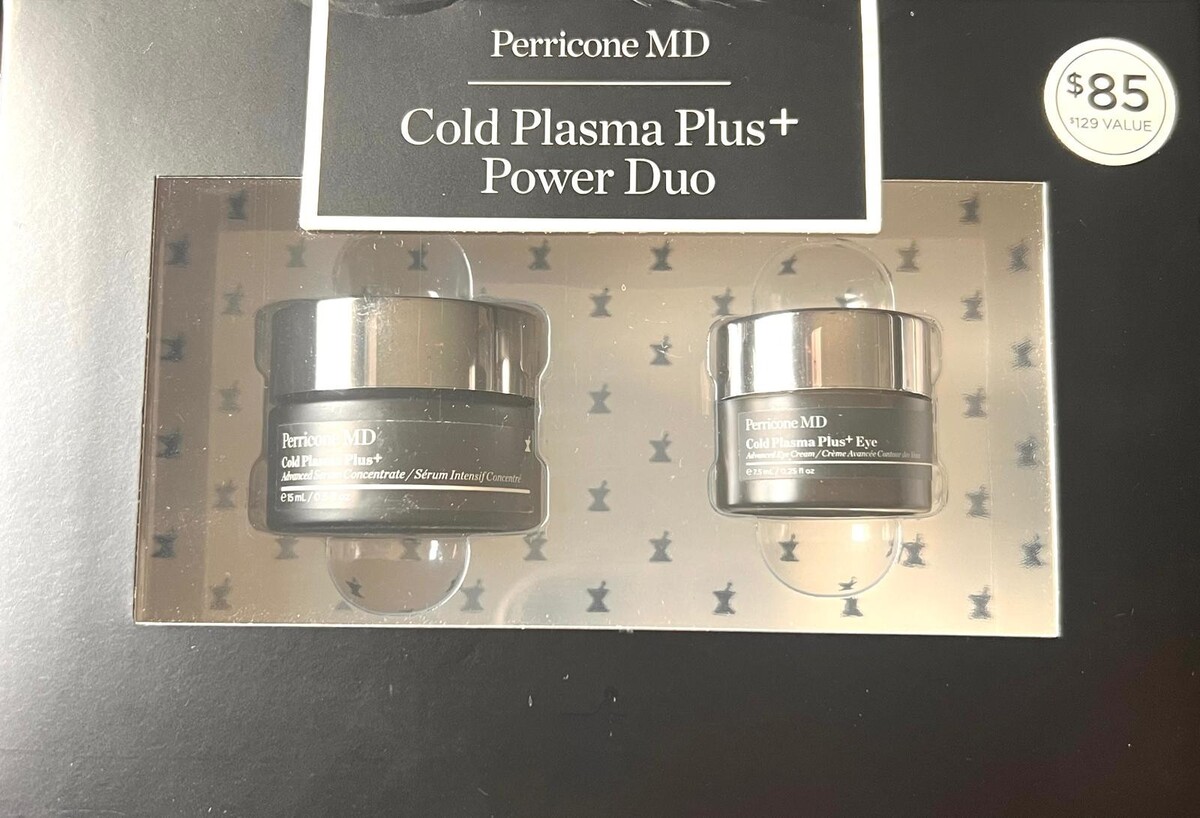 Perricone MD
Cold Plasma Plus+
Power Duo
$85
$129 VALUE
Perricone MD
Cold Plasma Plus+
Advanced Concentrate / Sérum Intensif Concentré
e 15 mL / 0.
Perricone MD
Cold Plasma Plus+ Eye
Advanced Eye Cream / Crème Avancée Contour des Yeux
e 7.5 mL / 0.25 fl oz